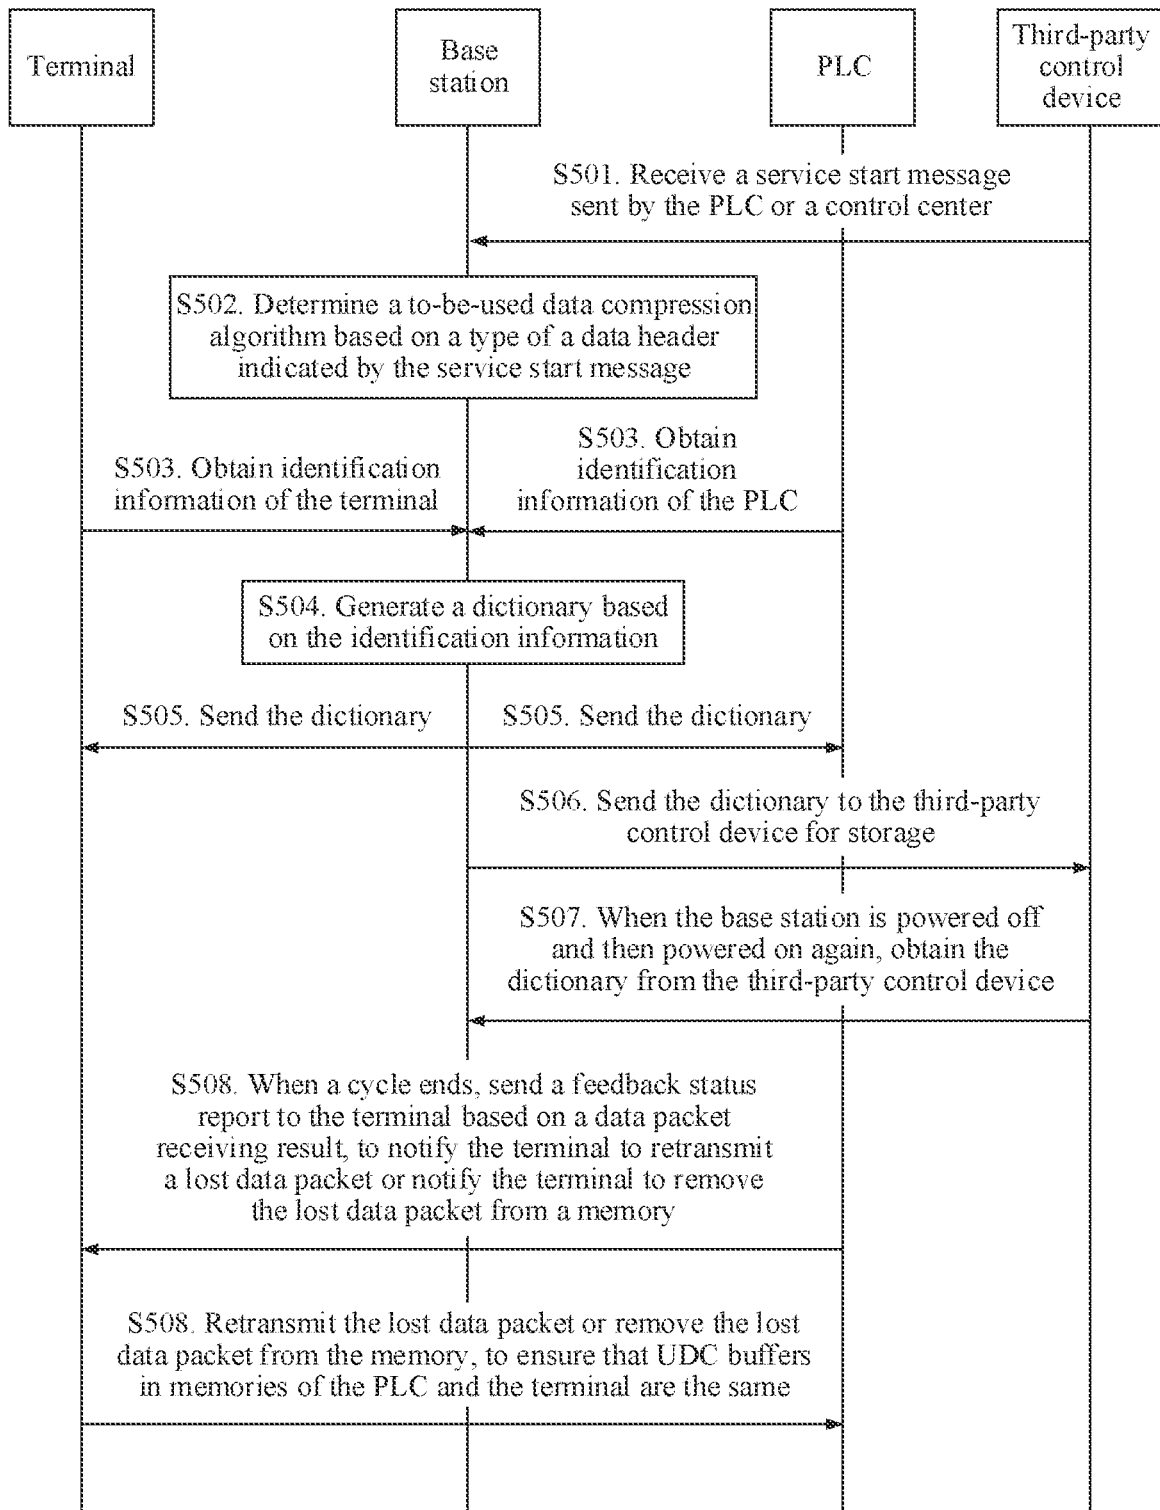 Terminal
Base
station
PLC
Third-party
control
device
S501. Receive a service start message
sent by the PLC or a control center
S502. Determine a to-be-used data compression
algorithm based on a type of a data header
indicated by the service start message
S503. Obtain identification
information of the terminal
S503. Obtain
identification
information of the PLC
S504. Generate a dictionary based
on the identification information
S505. Send the dictionary
S505. Send the dictionary
S506. Send the dictionary to the third-party
control device for storage
S507. When the base station is powered off
and then powered on again, obtain the
dictionary from the third-party control device
S508. When a cycle ends, send a feedback status
report to the terminal based on a data packet
receiving result, to notify the terminal to retransmit
a lost data packet or notify the terminal to remove
the lost data packet from a memory
S508. Retransmit the lost data packet or remove the lost
data packet from the memory, to ensure that UDC buffers
in memories of the PLC and the terminal are the same